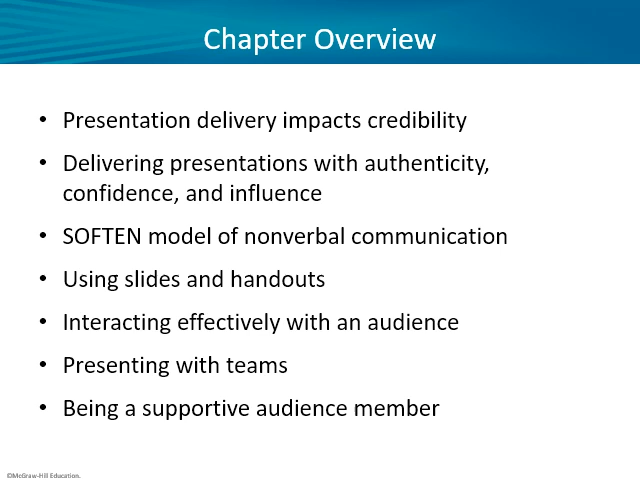 Chapter Overview
• Presentation delivery impacts credibility
• Delivering presentations with authenticity,
confidence, and influence
• SOFTEN model of nonverbal communication
• Using slides and handouts
• Interacting effectively with an audience
• Presenting with teams
• Being a supportive audience member
©McGraw-Hill Education.